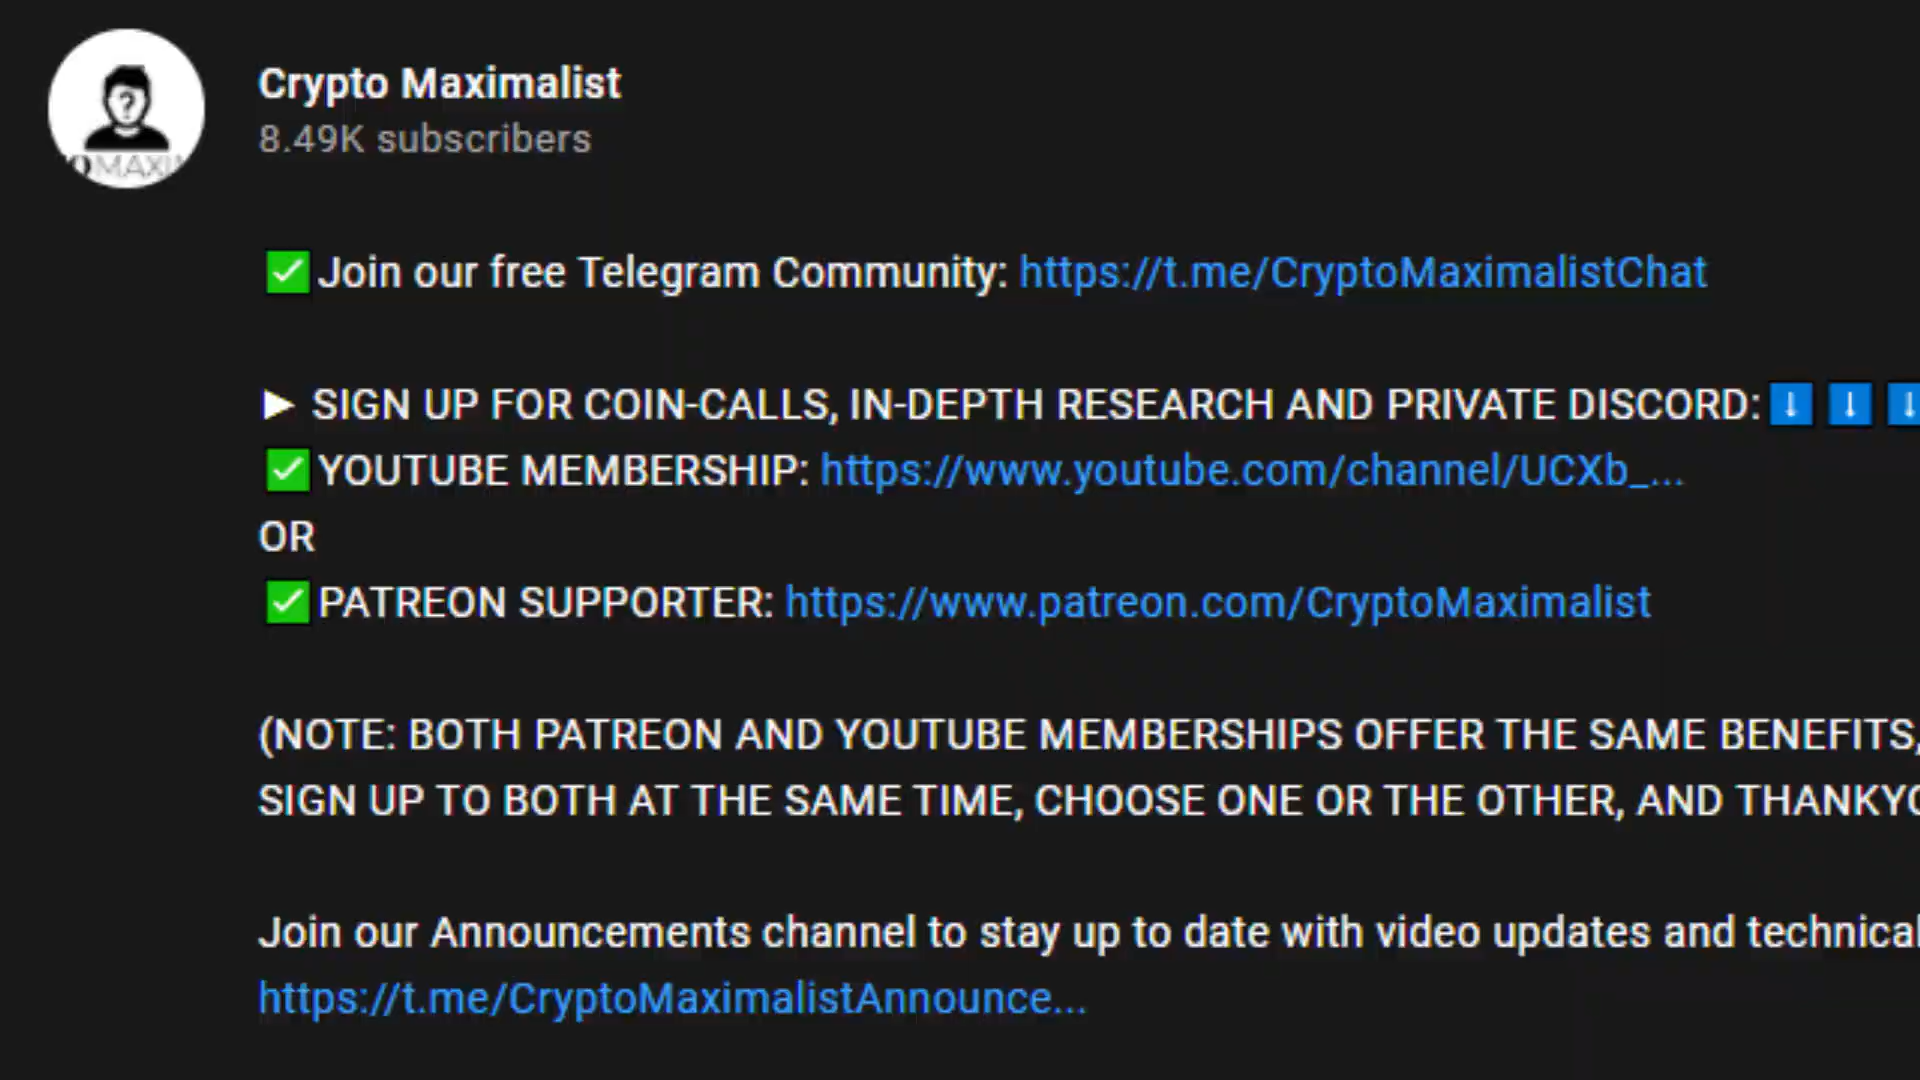 Crypto Maximalist
8.49K subscribers
✅Join our free Telegram Community: https://t.me/CryptoMaximalistChat
► SIGN UP FOR COIN-CALLS, IN-DEPTH RESEARCH AND PRIVATE DISCORD:⬇️ ⬇️ ⬇️
✅YOUTUBE MEMBERSHIP: https://www.youtube.com/channel/UCXb_...
OR
✅PATREON SUPPORTER: https://www.patreon.com/CryptoMaximalist
(NOTE: BOTH PATREON AND YOUTUBE MEMBERSHIPS OFFER THE SAME BENEFITS,
SIGN UP TO BOTH AT THE SAME TIME, CHOOSE ONE OR THE OTHER, AND
Join our Announcements channel to stay up to date with video updates and technical
https://t.me/CryptoMaximalistAnnounce...